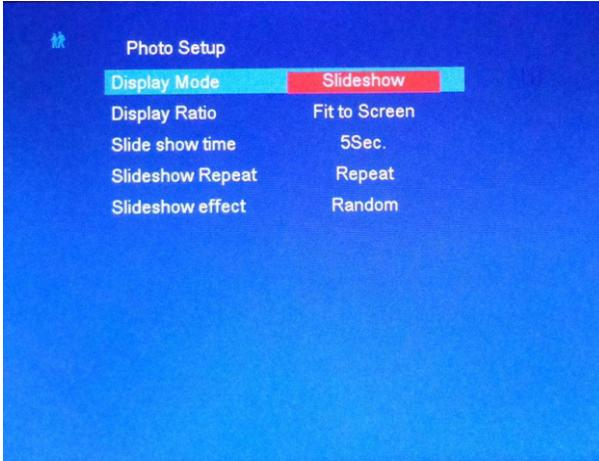 Photo Setup
Display Mode Slideshow
Display Ratio Fit to Screen
Slide show time 5Sec.
Slideshow Repeat Repeat
Slideshow effect Random